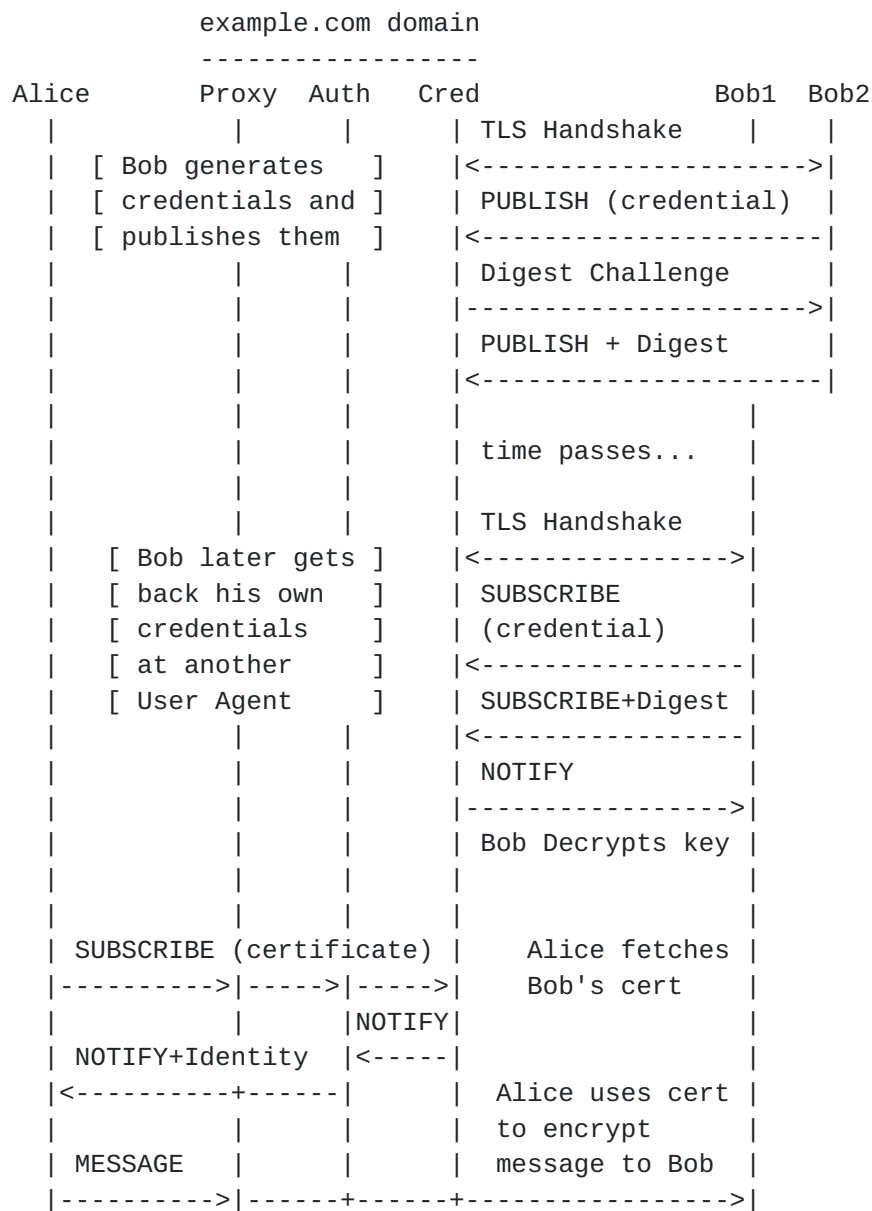 example.com domain
                ------------------
Alice          Proxy  Auth   Cred                   Bob1  Bob2
  |              |      |      | TLS Handshake        |    |
  |  [ Bob generates    ]      |<--------------------->|
  |  [ credentials and ]      | PUBLISH (credential)  |
  |  [ publishes them  ]      |<----------------------|
  |              |      |      | Digest Challenge      |
  |              |      |      |---------------------->|
  |              |      |      | PUBLISH + Digest      |
  |              |      |      |<----------------------|
  |              |      |      |                  |
  |              |      |      | time passes...   |
  |              |      |      |                  |
  |              |      |      | TLS Handshake    |
  |   [ Bob later gets ]      |<---------------->|
  |   [ back his own   ]      | SUBSCRIBE        |
  |   [ credentials    ]      | (credential)     |
  |   [ at another     ]      |<-----------------|
  |   [ User Agent     ]      | SUBSCRIBE+Digest |
  |              |      |      |<-----------------|
  |              |      |      | NOTIFY           |
  |              |      |      |----------------->|
  |              |      |      | Bob Decrypts key |
  |              |      |      |                  |
  |              |      |      |                  |
  | SUBSCRIBE (certificate) |    Alice fetches |
  |---------->|----->|----->|    Bob's cert    |
  |              |      |NOTIFY|                  |
  | NOTIFY+Identity  |<-----|                  |
  |<----------+------|      |  Alice uses cert |
  |              |      |      |  to encrypt      |
  | MESSAGE      |      |      |  message to Bob  |
  |---------->|------+------+----------------->|